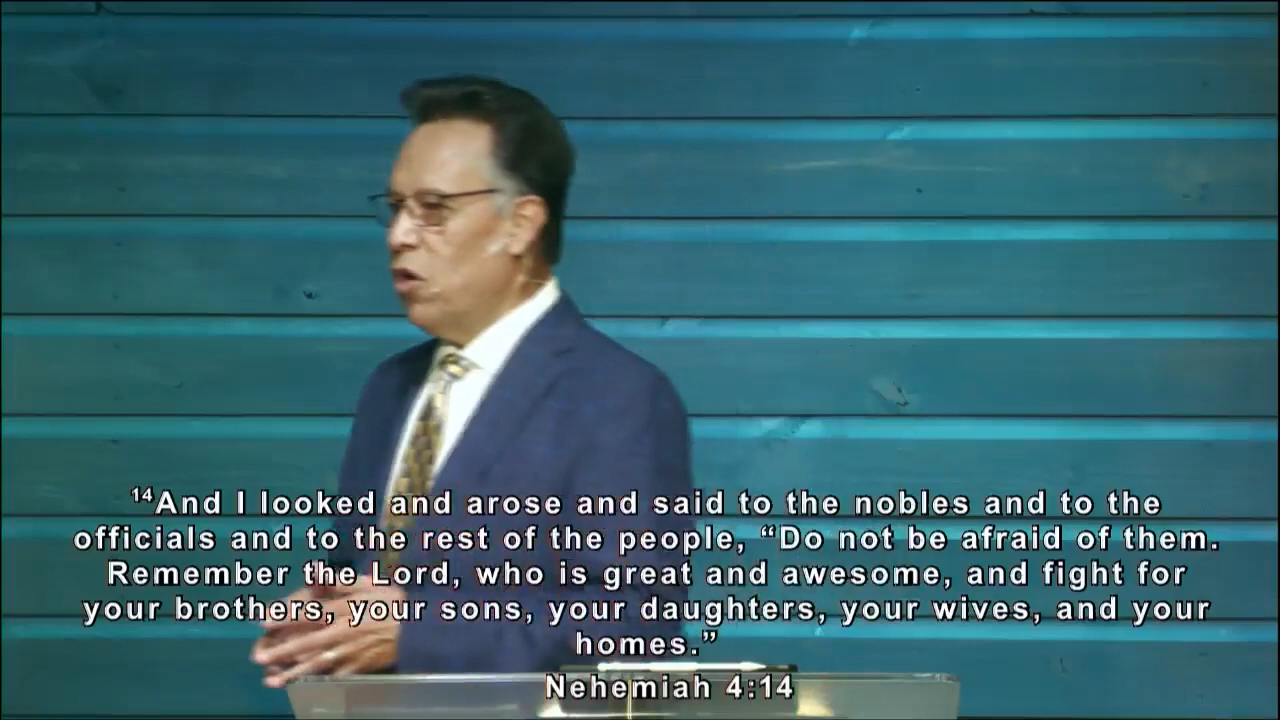 ¹⁴And I looked and arose and said to the nobles and to the
officials and to the rest of the people, “Do not be afraid of them.
Remember the Lord, who is great and awesome, and fight for
your brothers, your sons, your daughters, your wives, and your
homes.”
Nehemiah 4:14